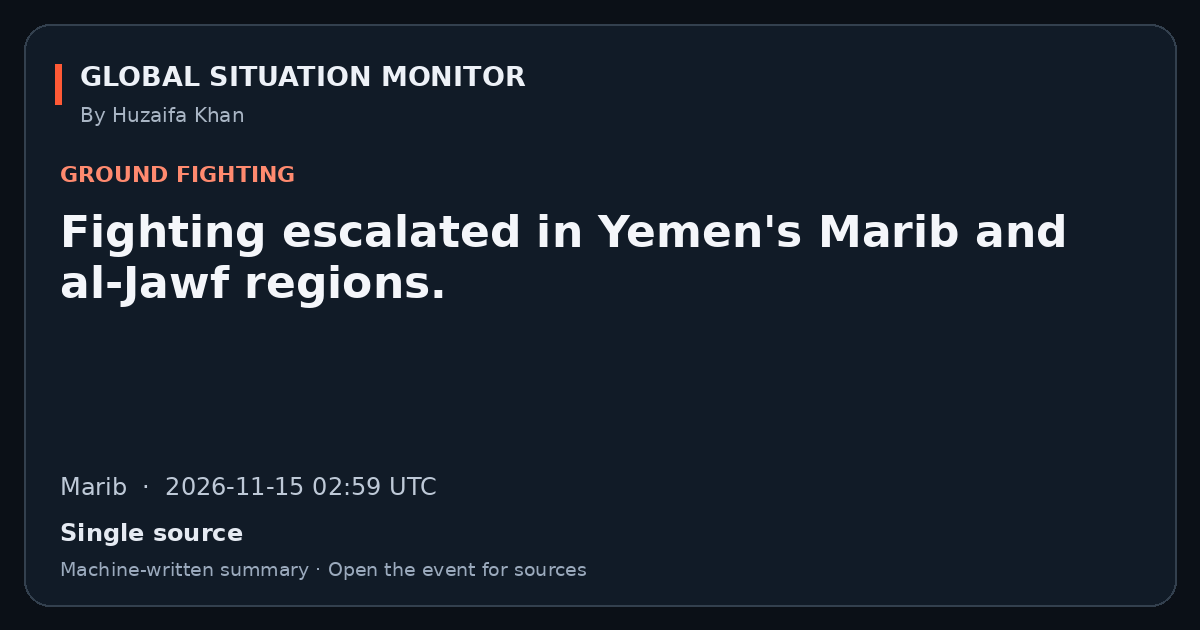 GLOBAL SITUATION MONITOR
By Huzaifa Khan
GROUND FIGHTING
Fighting escalated in Yemen's Marib and
al-Jawf regions.
Marib · 2026-11-15 02:59 UTC
Single source
Machine-written summary · Open the event for sources